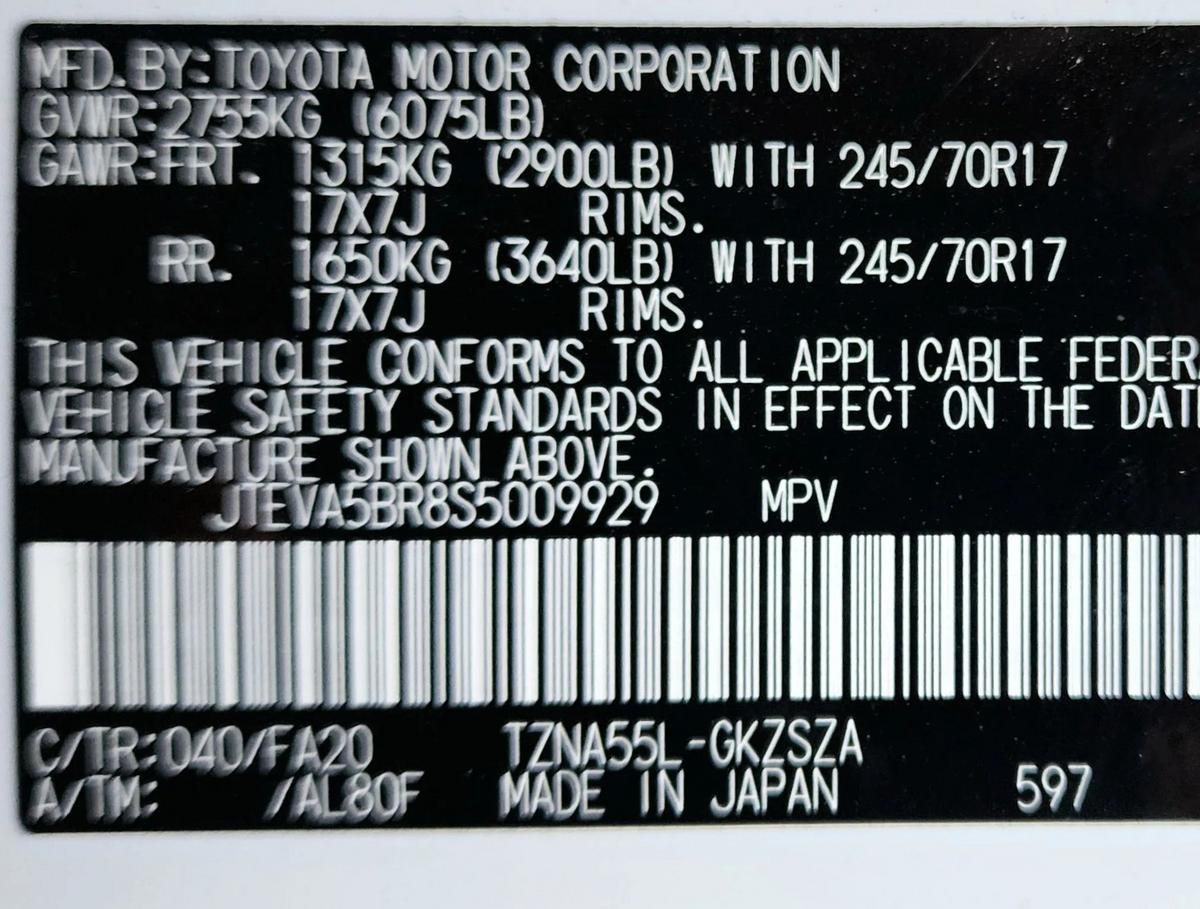 MFD.BY:TOYOTA MOTOR CORPORATION
GVWR:2755KG (6075LB)
GAWR:FRT. 1315KG (2900LB) WITH 245/70R17
17X7J RIMS.
RR. 1650KG (3640LB) WITH 245/70R17
17X7J RIMS.
THIS VEHICLE CONFORMS TO ALL APPLICABLE FEDERA
VEHICLE SAFETY STANDARDS IN EFFECT ON THE DAT
MANUFACTURE SHOWN ABOVE.
JTEVA5BR8S5009929 MPV
C/TR:040/FA20 TZNA55L-GKZSZA
A/TM: /AL80F MADE IN JAPAN 597